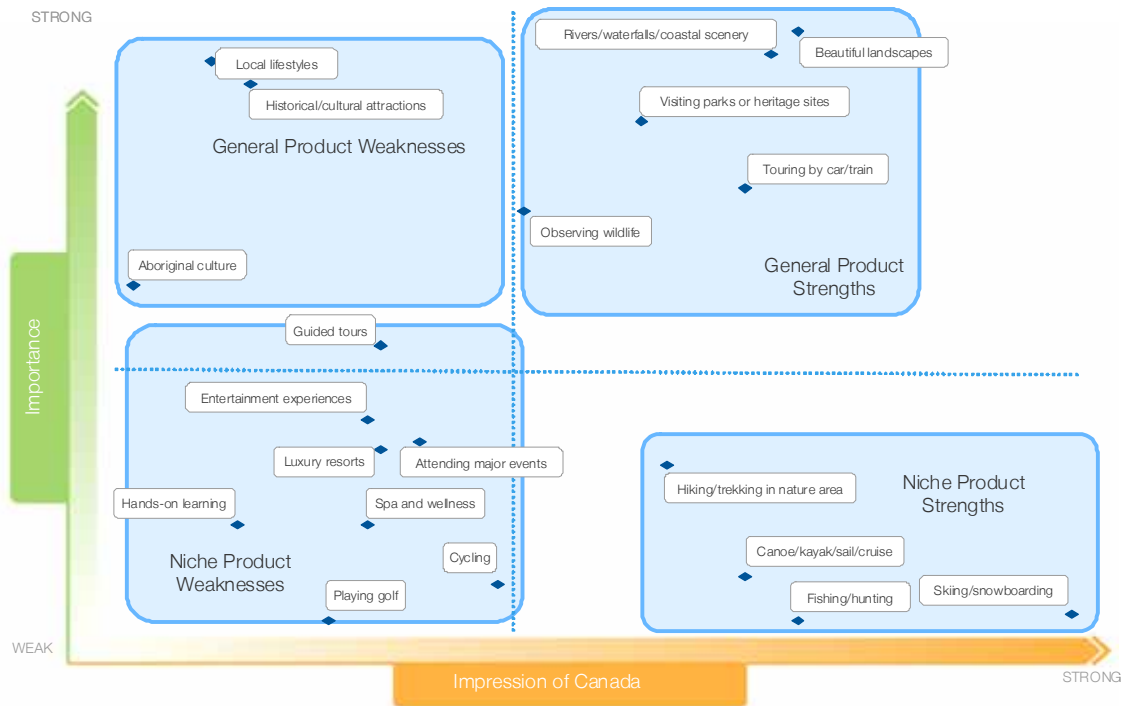 STRONG
Rivers/waterfalls/coastal scenery
Beautiful landscapes
Local lifestyles
Historical/cultural attractions
Visiting parks or heritage sites
General Product Weaknesses
Touring by car/train
Observing wildlife
Aboriginal culture
General Product
Strengths
Guided tours
Importance
Entertainment experiences
Luxury resorts
Attending major events
Hiking/trekking in nature area
Niche Product
Strengths
Hands-on learning
Spa and wellness
Cycling
Canoe/kayak/sail/cruise
Niche Product
Weaknesses
Playing golf
Fishing/hunting
Skiing/snowboarding
WEAK
Impression of Canada
STRONG